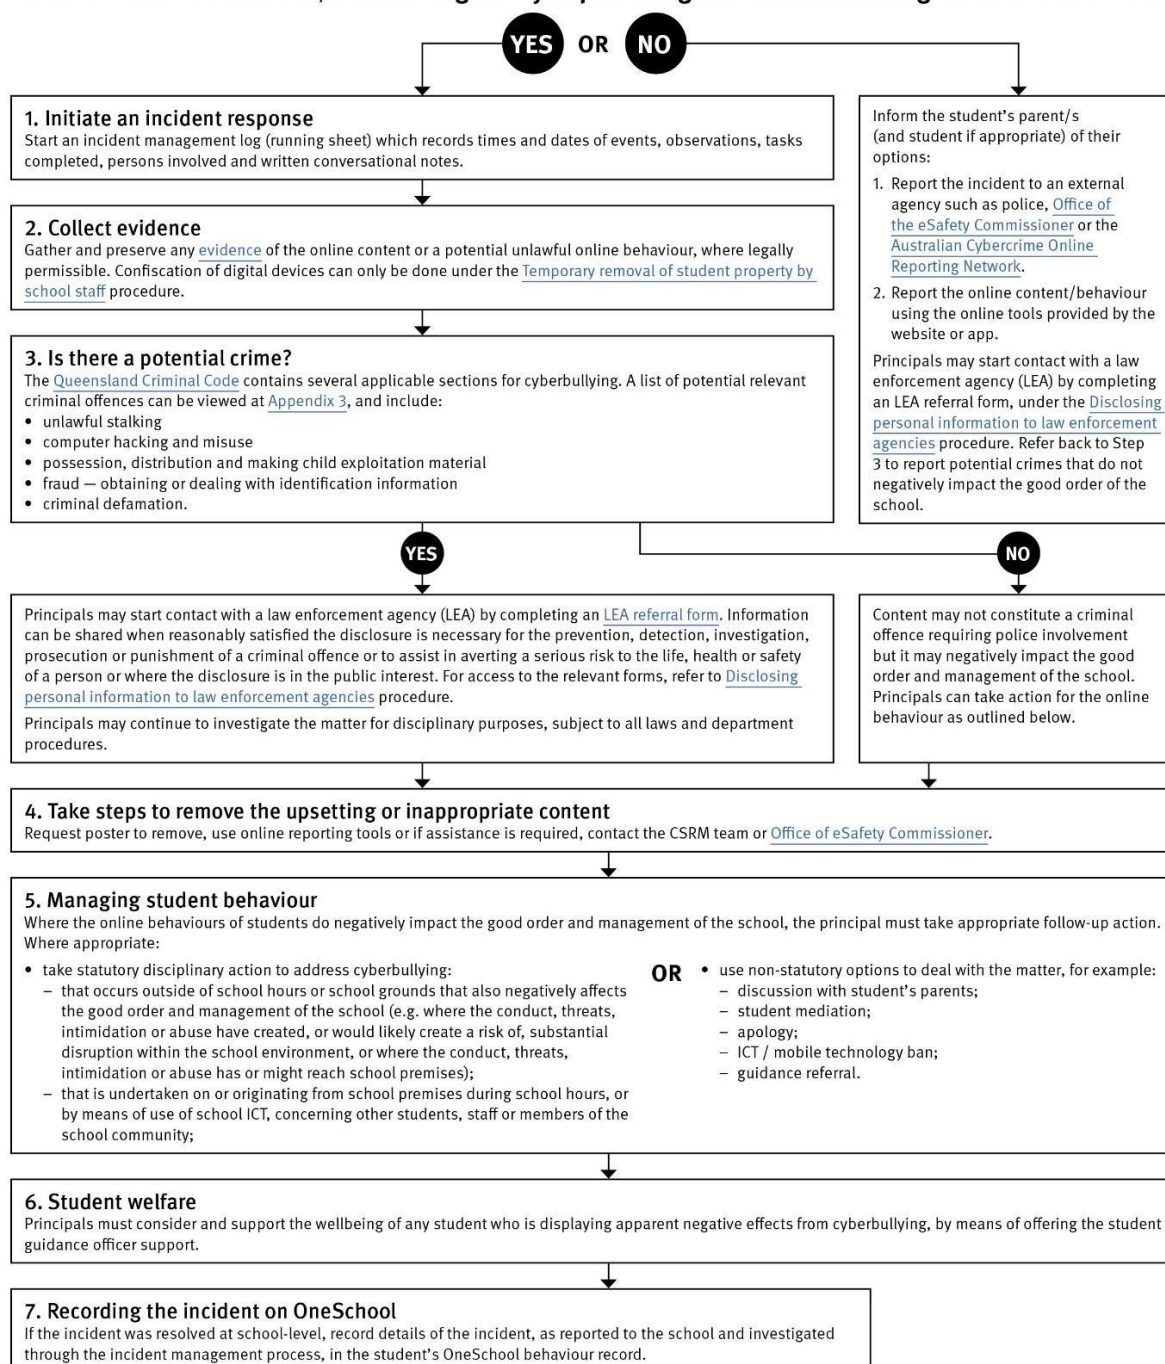 YES OR NO
1. Initiate an incident response
Start an incident management log (running sheet) which records times and dates of events, observations, tasks
completed, persons involved and written conversational notes.
2. Collect evidence
Gather and preserve any evidence of the online content or a potential unlawful online behaviour, where legally
permissible. Confiscation of digital devices can only be done under the Temporary removal of student property by
school staff procedure.
3. Is there a potential crime?
The Queensland Criminal Code contains several applicable sections for cyberbullying. A list of potential relevant
criminal offences can be viewed at Appendix 3, and include:
• unlawful stalking
• computer hacking and misuse
• possession, distribution and making child exploitation material
• fraud — obtaining or dealing with identification information
• criminal defamation.
Inform the student's parent/s
(and student if appropriate) of their
options:
1. Report the incident to an external
agency such as police, Office of
the eSafety Commissioner or the
Australian Cybercrime Online
Reporting Network.
2. Report the online content/behaviour
using the online tools provided by the
website or app.
Principals may start contact with a law
enforcement agency (LEA) by completing
an LEA referral form, under the Disclosing
personal information to law enforcement
agencies procedure. Refer back to Step
3 to report potential crimes that do not
negatively impact the good order of the
school.
YES
NO
Principals may start contact with a law enforcement agency (LEA) by completing an LEA referral form. Information
can be shared when reasonably satisfied the disclosure is necessary for the prevention, detection, investigation,
prosecution or punishment of a criminal offence or to assist in averting a serious risk to the life, health or safety
of a person or where the disclosure is in the public interest. For access to the relevant forms, refer to Disclosing
personal information to law enforcement agencies procedure.
Principals may continue to investigate the matter for disciplinary purposes, subject to all laws and department
procedures.
Content may not constitute a criminal
offence requiring police involvement
but it may negatively impact the good
order and management of the school.
Principals can take action for the online
behaviour as outlined below.
4. Take steps to remove the upsetting or inappropriate content
Request poster to remove, use online reporting tools or if assistance is required, contact the CSRM team or Office of eSafety Commissioner.
5. Managing student behaviour
Where the online behaviours of students do negatively impact the good order and management of the school, the principal must take appropriate follow-up action.
Where appropriate:
• take statutory disciplinary action to address cyberbullying:
– that occurs outside of school hours or school grounds that also negatively affects
the good order and management of the school (e.g. where the conduct, threats,
intimidation or abuse have created, or would likely create a risk of, substantial
disruption within the school environment, or where the conduct, threats,
intimidation or abuse has or might reach school premises);
– that is undertaken on or originating from school premises during school hours, or
by means of use of school ICT, concerning other students, staff or members of the
school community;
OR
• use non-statutory options to deal with the matter, for example:
– discussion with student's parents;
– student mediation;
– apology;
– ICT / mobile technology ban;
– guidance referral.
6. Student welfare
Principals must consider and support the wellbeing of any student who is displaying apparent negative effects from cyberbullying, by means of offering the student
guidance officer support.
7. Recording the incident on OneSchool
If the incident was resolved at school-level, record details of the incident, as reported to the school and investigated
through the incident management process, in the student's OneSchool behaviour record.